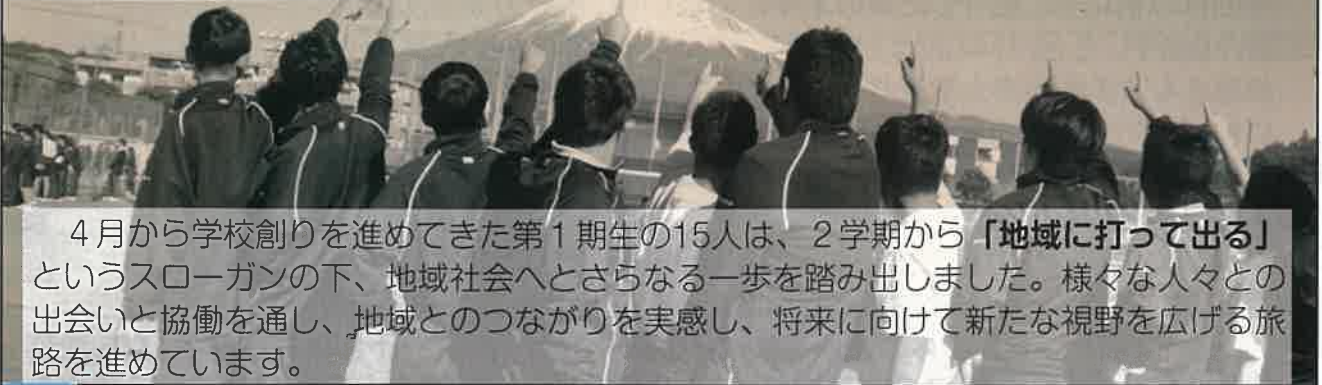 ４月から学校創りを進めてきた第１期生の15人は、２学期から「地域に打って出る」
というスローガンの下、地域社会へとさらなる一歩を踏み出しました。様々な人々との
出会いと協働を通し、地域とのつながりを実感し、将来に向けて新たな視野を広げる旅
路を進めています。